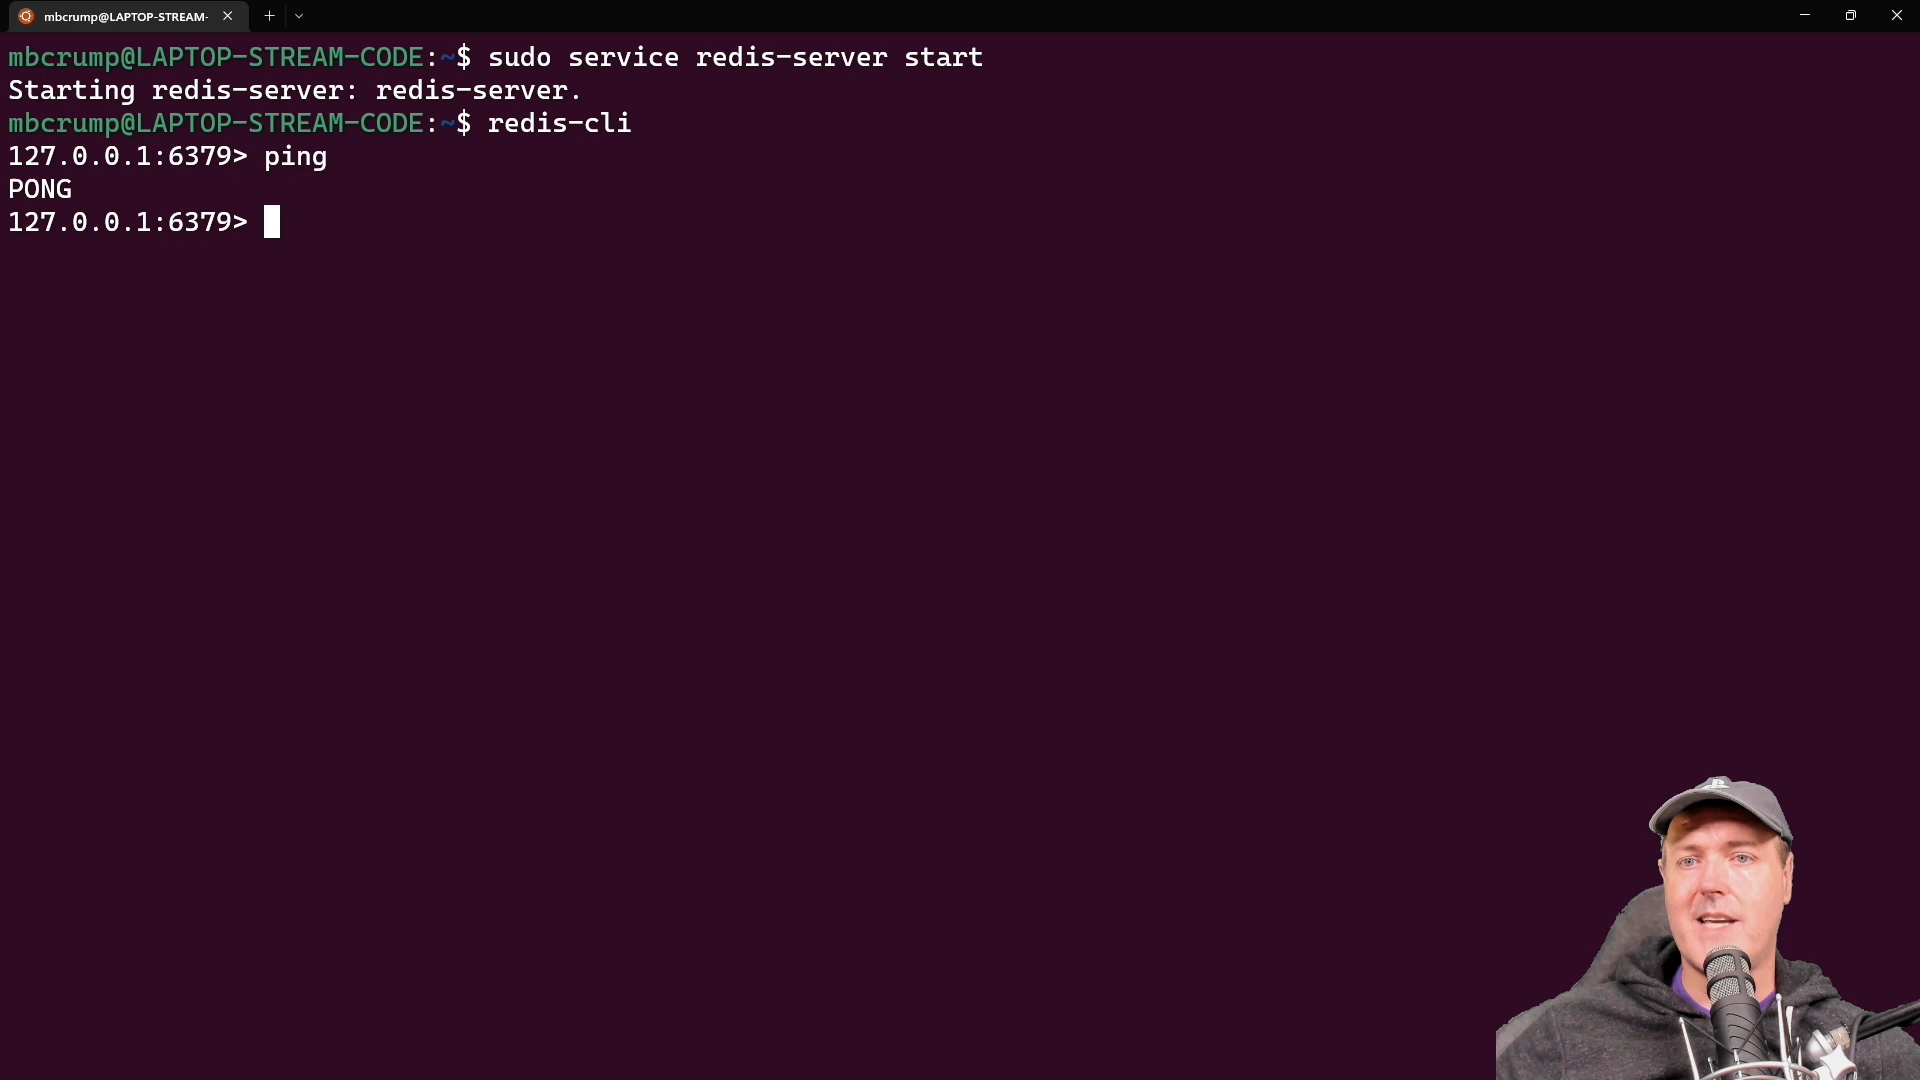 mbcrump@LAPTOP-STREAM-
mbcrump@LAPTOP-STREAM-CODE:~$ sudo service redis-server start
Starting redis-server: redis-server.
mbcrump@LAPTOP-STREAM-CODE:~$ redis-cli
127.0.0.1:6379> ping
PONG
127.0.0.1:6379>